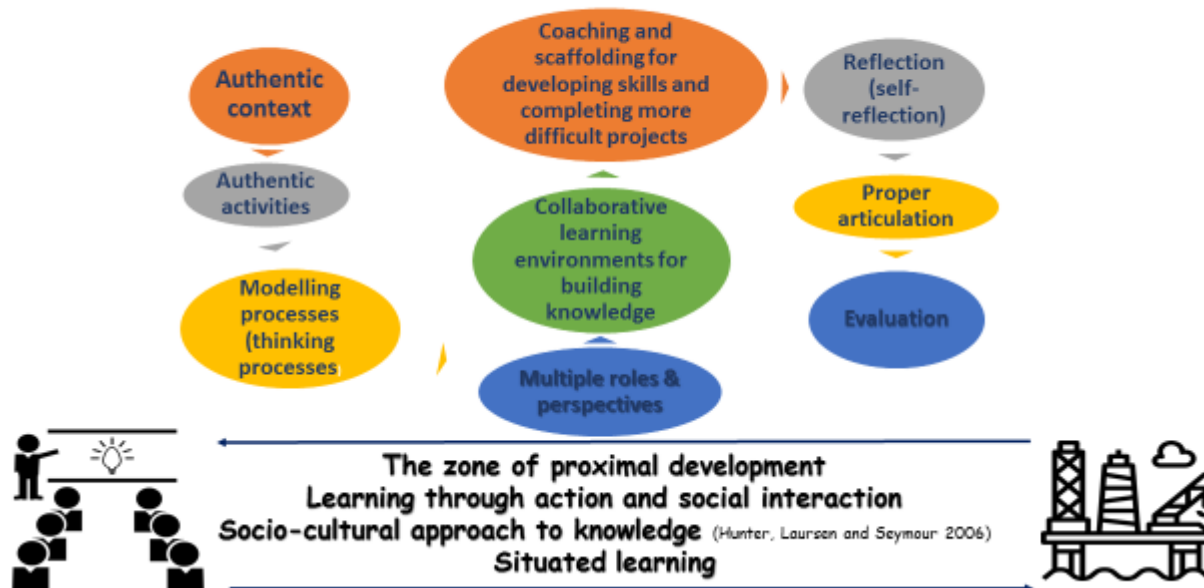 Authentic
context
Authentic
activities
Modelling
processes
(thinking
processes)
Multiple roles &
perspectives
Collaborative
learning
environments for
building
knowledge
Coaching and
scaffolding for
developing skills and
completing more
difficult projects
Reflection
(self-
reflection)
Proper
articulation
Evaluation
The zone of proximal development
Learning through action and social interaction
Socio-cultural approach to knowledge (Hunter, Laursen and Seymour 2006)
Situated learning